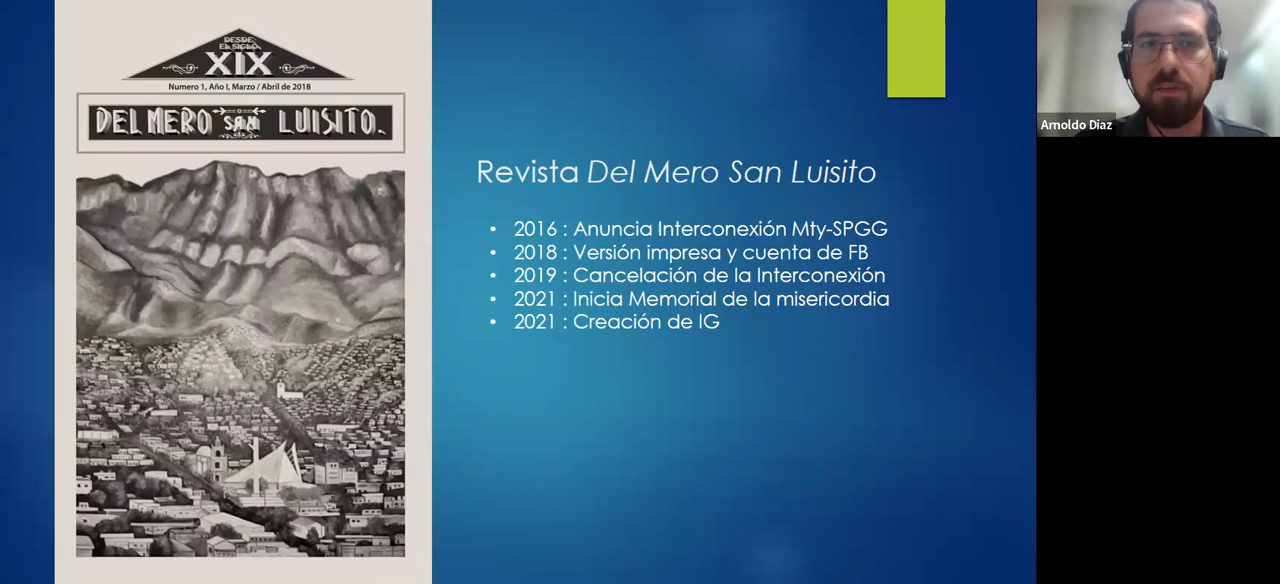 DESDE
EL SIGLO
XIX
Numero 1, Año I, Marzo / Abril de 2018
DEL MERO SAN LUISITO.
Revista Del Mero San Luisito
• 2016 : Anuncia Interconexión Mty-SPGG
• 2018 : Versión impresa y cuenta de FB
• 2019 : Cancelación de la Interconexión
• 2021 : Inicia Memorial de la misericordia
• 2021 : Creación de IG
Arnoldo Diaz